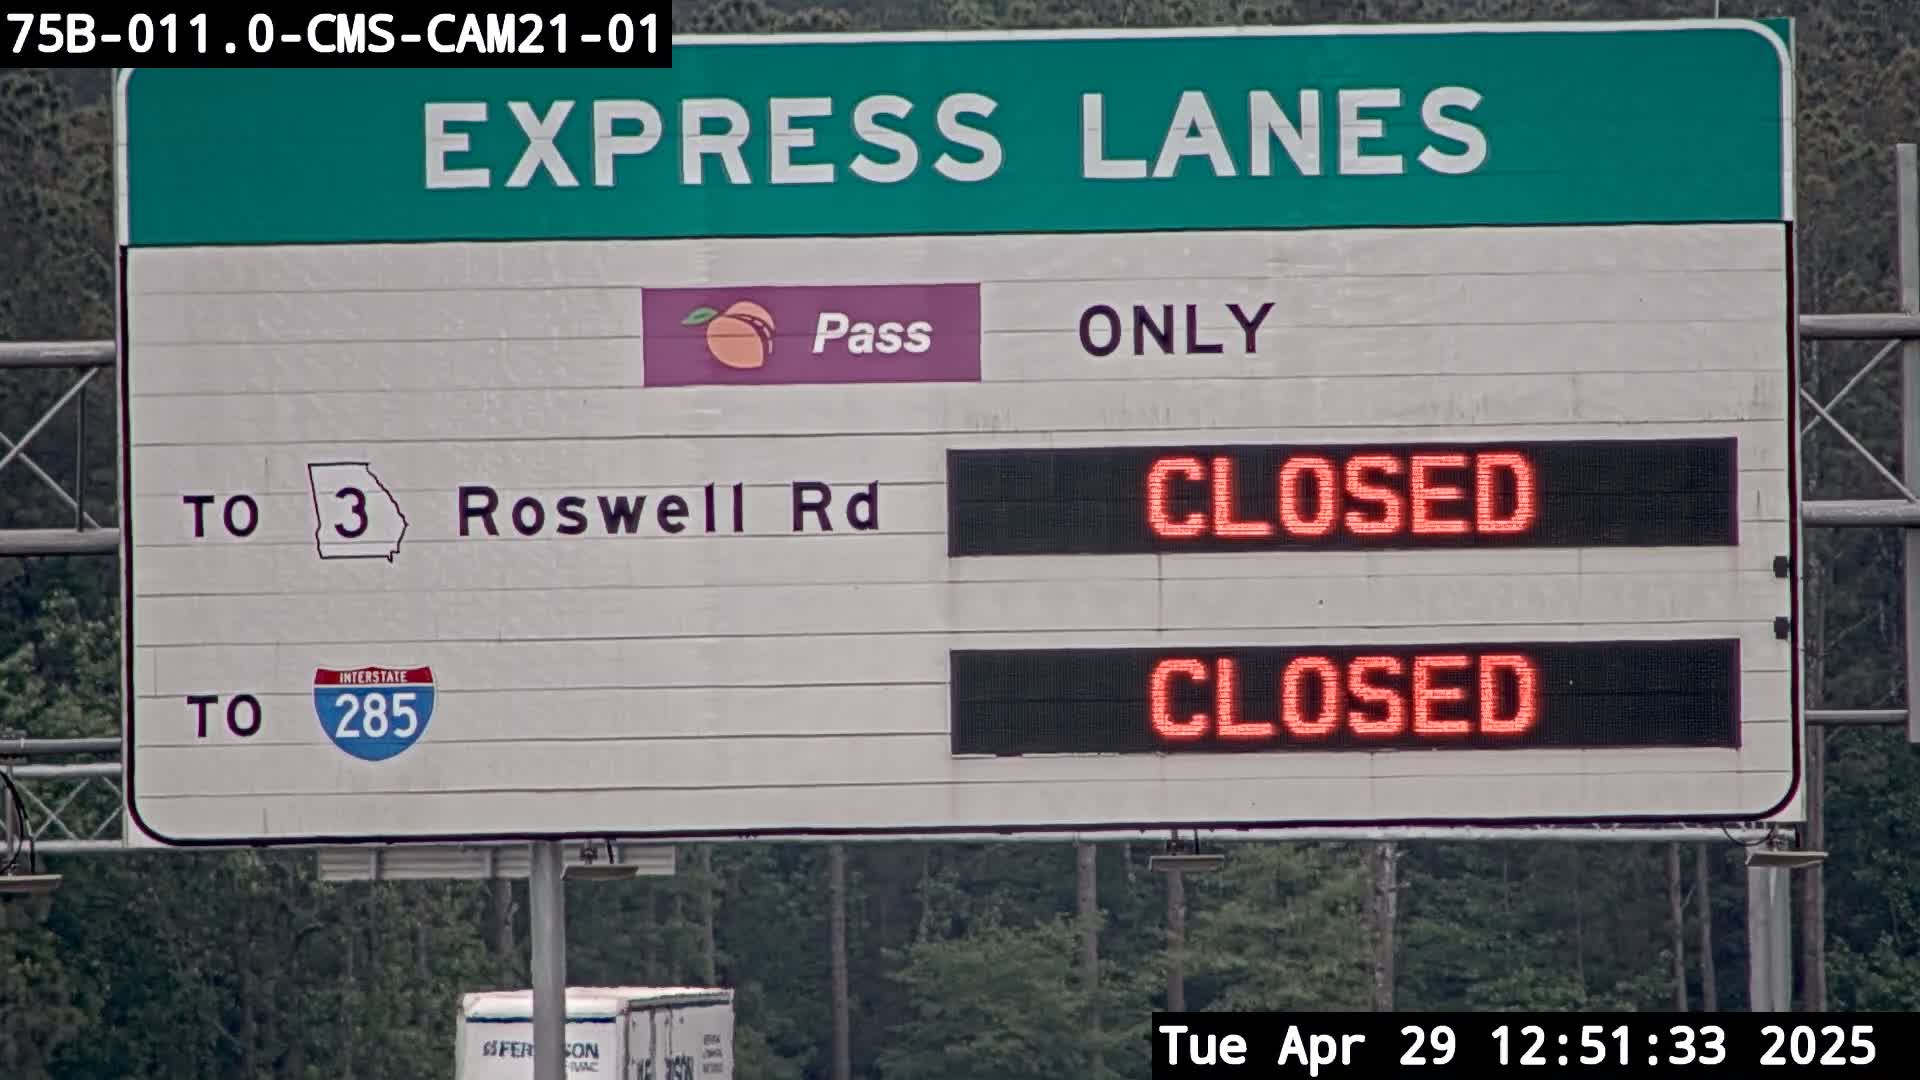 75B-011.0-CMS-CAM21-01
EXPRESS LANES
Pass ONLY
TO 3 Roswell Rd CLOSED
TO INTERSTATE 285 CLOSED
Tue Apr 29 12:51:33 2025